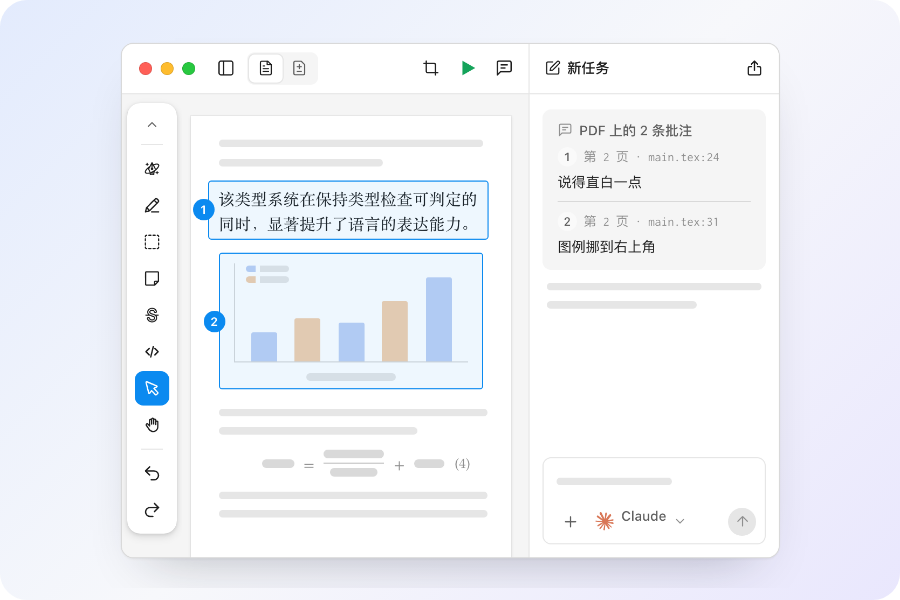 新任务
PDF 上的 2 条批注
1 第 2 页 · main.tex:24
说得直白一点
2 第 2 页 · main.tex:31
图例挪到右上角
1
该类型系统在保持类型检查可判定的
同时，显著提升了语言的表达能力。
2
= + (4)
Claude